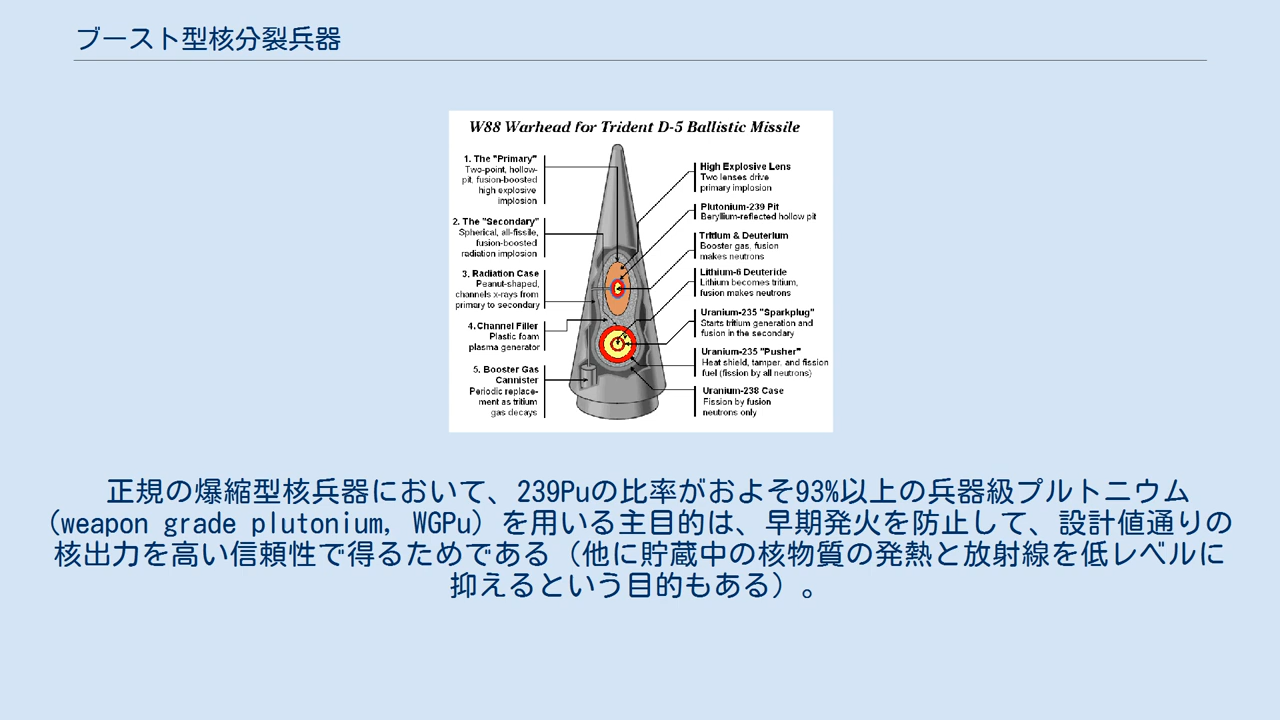 ブースト型核分裂兵器
W88 Warhead for Trident D-5 Ballistic Missile
1. The "Primary"
Two-point, hollow-
pit, fusion-boosted
high explosive
implosion
2. The "Secondary"
Spherical, all-fissile,
fusion-boosted
radiation implosion
3. Radiation Case
Peanut-shaped,
channels x-rays from
primary to secondary
4. Channel Filler
Plastic foam
plasma generator
5. Booster Gas
Cannister
Periodic replace-
ment as tritium
gas decays
High Explosive Lens
Two lenses drive
primary implosion
Plutonium-239 Pit
Beryllium-reflected hollow pit
Tritium & Deuterium
Booster gas, fusion
makes neutrons
Lithium-6 Deuteride
Lithium becomes tritium,
fusion makes neutrons
Uranium-235 "Sparkplug"
Starts tritium generation and
fusion in the secondary
Uranium-235 "Pusher"
Heat shield, tamper, and fission
fuel (fission by all neutrons)
Uranium-238 Case
Fission by fusion
neutrons only
正規の爆縮型核兵器において、239Puの比率がおよそ93%以上の兵器級プルトニウム
(weapon grade plutonium, WGPu) を用いる主目的は、早期発火を防止して、設計値通りの
核出力を高い信頼性で得るためである（他に貯蔵中の核物質の発熱と放射線を低レベルに
抑えるという目的もある）。